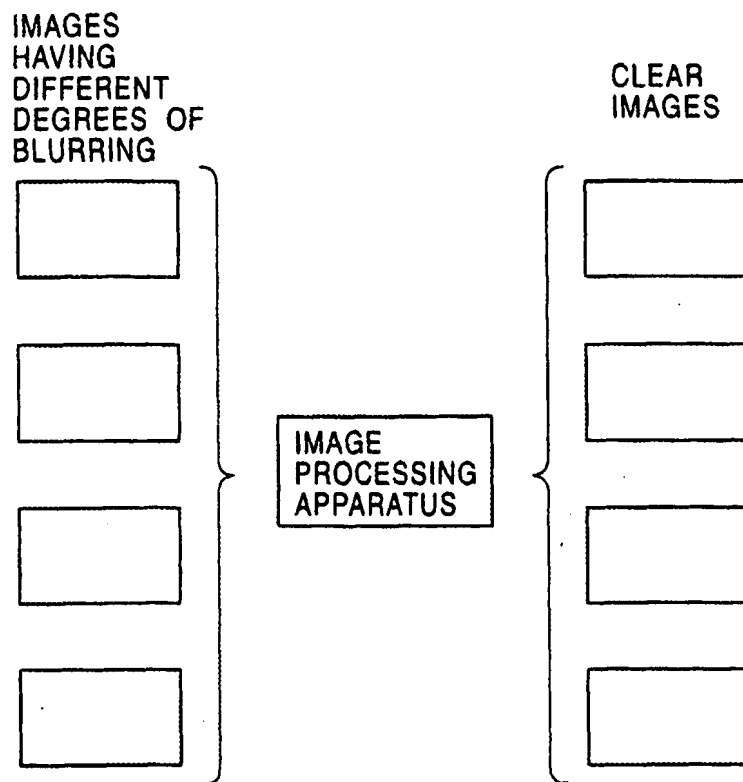 IMAGES
HAVING
DIFFERENT
DEGREES OF
BLURRING
CLEAR
IMAGES
IMAGE
PROCESSING
APPARATUS